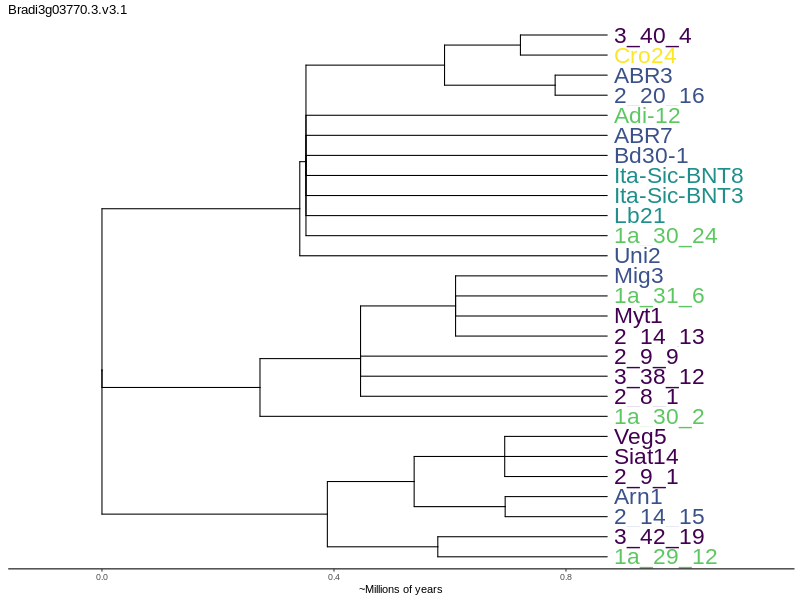 Bradi3g03770.3.v3.1
3_40_4
Cro24
ABR3
2_20_16
Adi-12
ABR7
Bd30-1
Ita-Sic-BNT8
Ita-Sic-BNT3
Lb21
1a_30_24
Uni2
Mig3
1a_31_6
Myt1
2_14_13
2_9_9
3_38_12
2_8_1
1a_30_2
Veg5
Siat14
2_9_1
Arn1
2_14_15
3_42_19
1a_29_12
0.0 0.4 0.8
~Millions of years